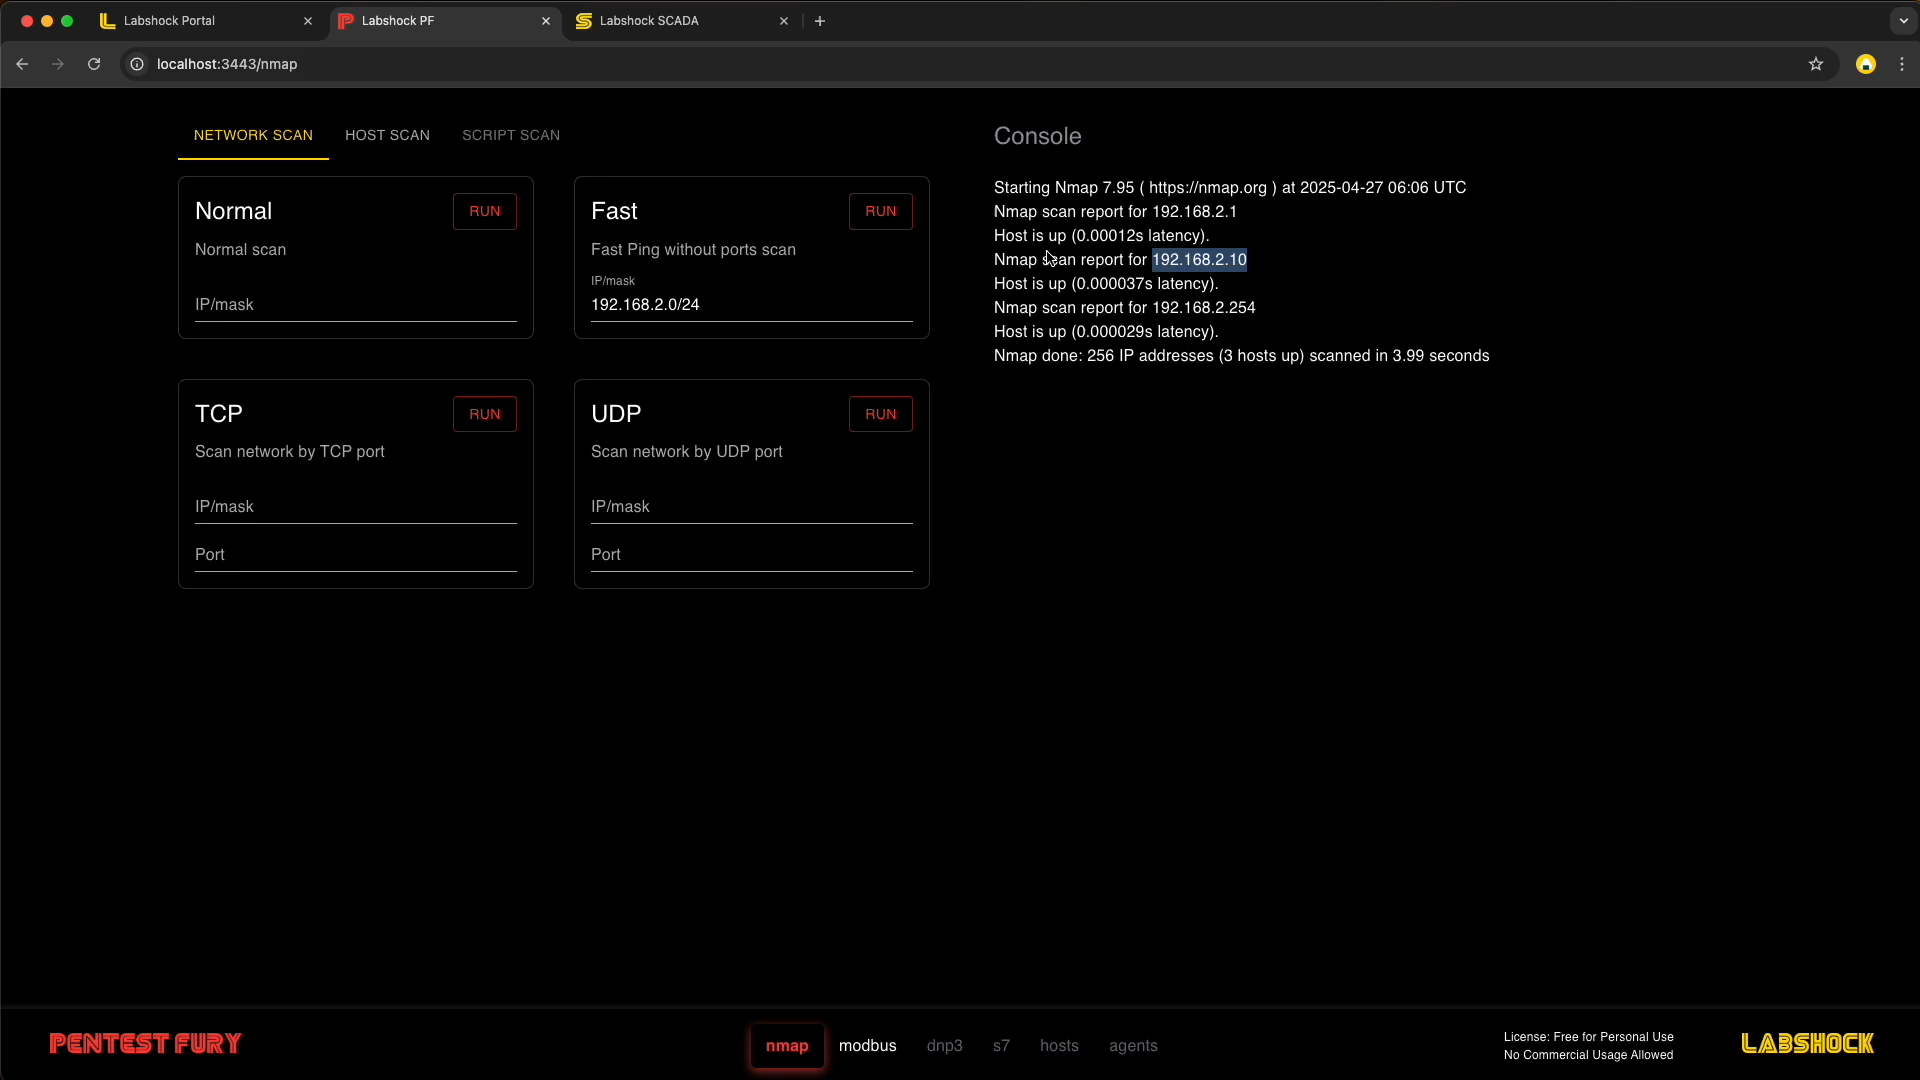 Labshock Portal
Labshock PF
Labshock SCADA
localhost:3443/nmap
NETWORK SCAN
HOST SCAN
SCRIPT SCAN
Normal
RUN
Normal scan
IP/mask
Fast
RUN
Fast Ping without ports scan
IP/mask
192.168.2.0/24
TCP
RUN
Scan network by TCP port
IP/mask
Port
UDP
RUN
Scan network by UDP port
IP/mask
Port
Console
Starting Nmap 7.95 ( https://nmap.org ) at 2025-04-27 06:06 UTC
Nmap scan report for 192.168.2.1
Host is up (0.00012s latency).
Nmap scan report for 192.168.2.10
Host is up (0.000037s latency).
Nmap scan report for 192.168.2.254
Host is up (0.000029s latency).
Nmap done: 256 IP addresses (3 hosts up) scanned in 3.99 seconds
PENTEST FURY
nmap
modbus
dnp3
s7
hosts
agents
License: Free for Personal Use
No Commercial Usage Allowed
LABSHOCK